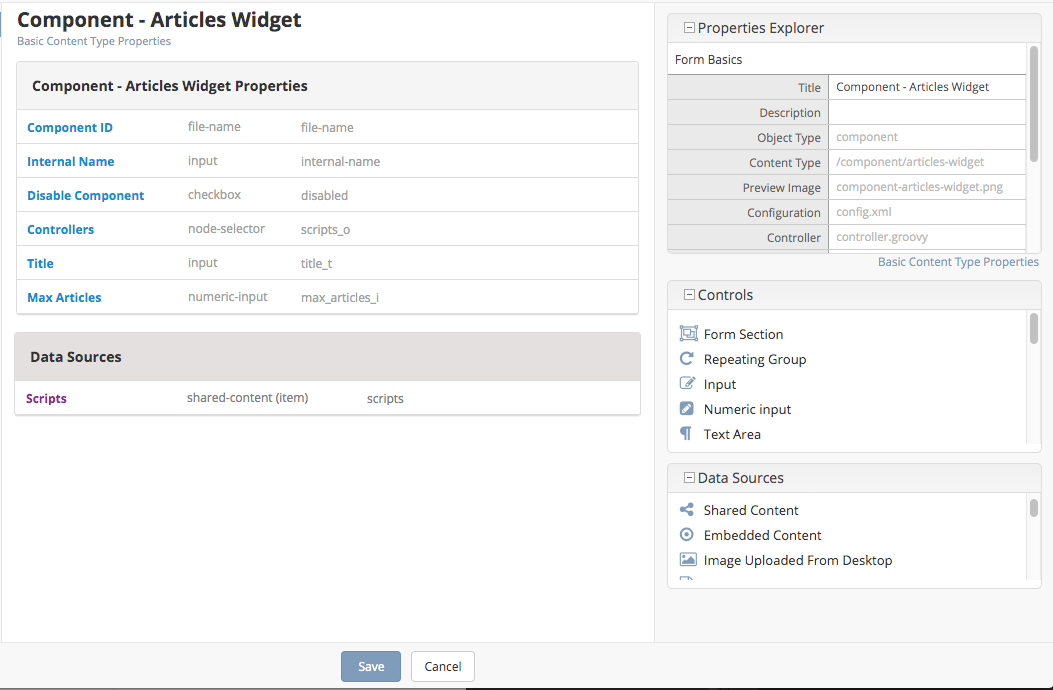 Component - Articles Widget
Basic Content Type Properties
Component - Articles Widget Properties
Component ID file-name file-name
Internal Name input internal-name
Disable Component checkbox disabled
Controllers node-selector scripts_o
Title input title_t
Max Articles numeric-input max_articles_i
Data Sources
Scripts shared-content (item) scripts
Properties Explorer
Form Basics
Title Component - Articles Widget
Description
Object Type component
Content Type /component/articles-widget
Preview Image component-articles-widget.png
Configuration config.xml
Controller controller.groovy
Basic Content Type Properties
Controls
Form Section
Repeating Group
Input
Numeric input
Text Area
Data Sources
Shared Content
Embedded Content
Image Uploaded From Desktop
Save Cancel